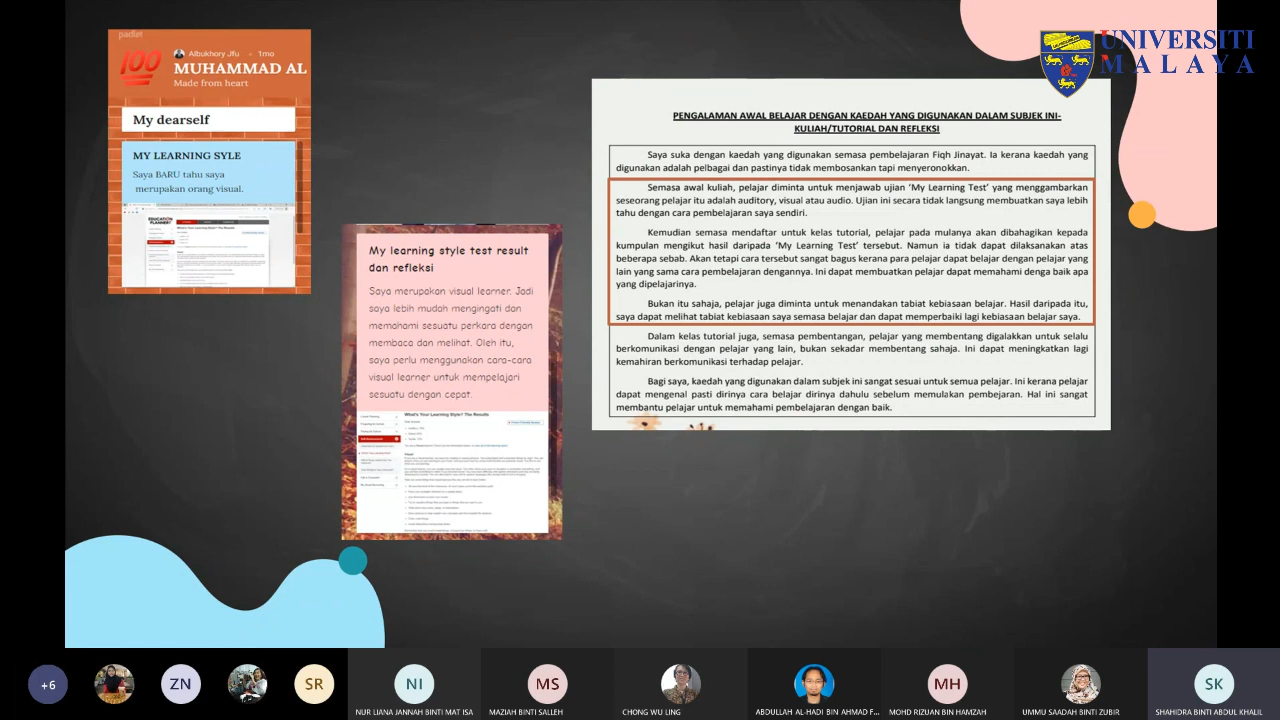 padlet
Albukhory Jfu - 1mo
MUHAMMAD AL
Made from heart
My dearself
MY LEARNING SYLE
Saya BARU tahu saya
merupakan orang visual.
EDUCATION
PLANNER
My learning style test result
dan refleksi
Saya merupakan visual learner. Jadi
saya lebih mudah mengingati dan
memahami sesuatu perkara dengan
membaca dan melihat. Oleh itu,
saya perlu menggunakan cara-cara
visual learner untuk mempelajari
sesuatu dengan cepat.
What's Your Learning Style? The Results
UNIVERSITI
MALAYA
PENGALAMAN AWAL BELAJAR DENGAN KAEDAH YANG DIGUNAKAN DALAM SUBJEK INI-
KULIAH/TUTORIAL DAN REFLEKSI
Saya suka dengan kaedah yang digunakan semasa pembelajaran Fiqh Jinayat. Ia kerana kaedah yang
digunakan adalah pelbagai dan pastinya tidak membosankan tapi menyeronokkan.
Semasa awal kuliah, pelajar diminta untuk menjawab ujian 'My Learning Test' yang menggambarkan
seseorang pelajar itu adalah auditory, visual atau audio. Ujian ini secara tidak langsung membuatkan saya lebih
tahu dengan cara pembelajaran saya sendiri.
Kemudian semasa mendaftar untuk kelas tutorial, pelajar pada mulanya akan dibahagikan kepada
kumpulan mengikut hasil daripada 'My Learning Test' tersebut. Namun ia tidak dapat dilaksanakan atas
beberapa sebab. Akan tetapi cara tersebut sangat bagus kerana para pelajar dapat belajar dengan pelajar yang
lain yang sama cara pembelajaran dengannya. Ini dapat membuatkan pelajar dapat memahami denga baik apa
yang dipelajarinya.
Bukan itu sahaja, pelajar juga diminta untuk menandakan tabiat kebiasaan belajar. Hasil daripada itu,
saya dapat melihat tabiat kebiasaan saya semasa belajar dan dapat memperbaiki lagi kebiasaan belajar saya.
Dalam kelas tutorial juga, semasa pembentangan, pelajar yang membentang digalakkan untuk selalu
berkomunikasi dengan pelajar yang lain, bukan sekadar membentang sahaja. Ini dapat meningkatkan lagi
kemahiran berkomunikasi terhadap pelajar.
Bagi saya, kaedah yang digunakan dalam subjek ini sangat sesuai untuk semua pelajar. Ini kerana pelajar
dapat mengenal pasti dirinya cara belajar dirinya dahulu sebelum memulakan pembejaran. Hal ini sangat
membantu pelajar untuk memahami pembelajaran dengan baik.
+6
ZN
SR
NI
MS
MH
SK
NUR LIANA JANNAH BINTI MAT ISA
MAZIAH BINTI SALLEH
CHONG WU LING
ABDULLAH AL-HADI BIN AHMAD F...
MOHD RIZUAN BIN HAMZAH
UMMU SAADAH BINTI ZUBIR
SHAHIDRA BINTI ABDUL KHALIL